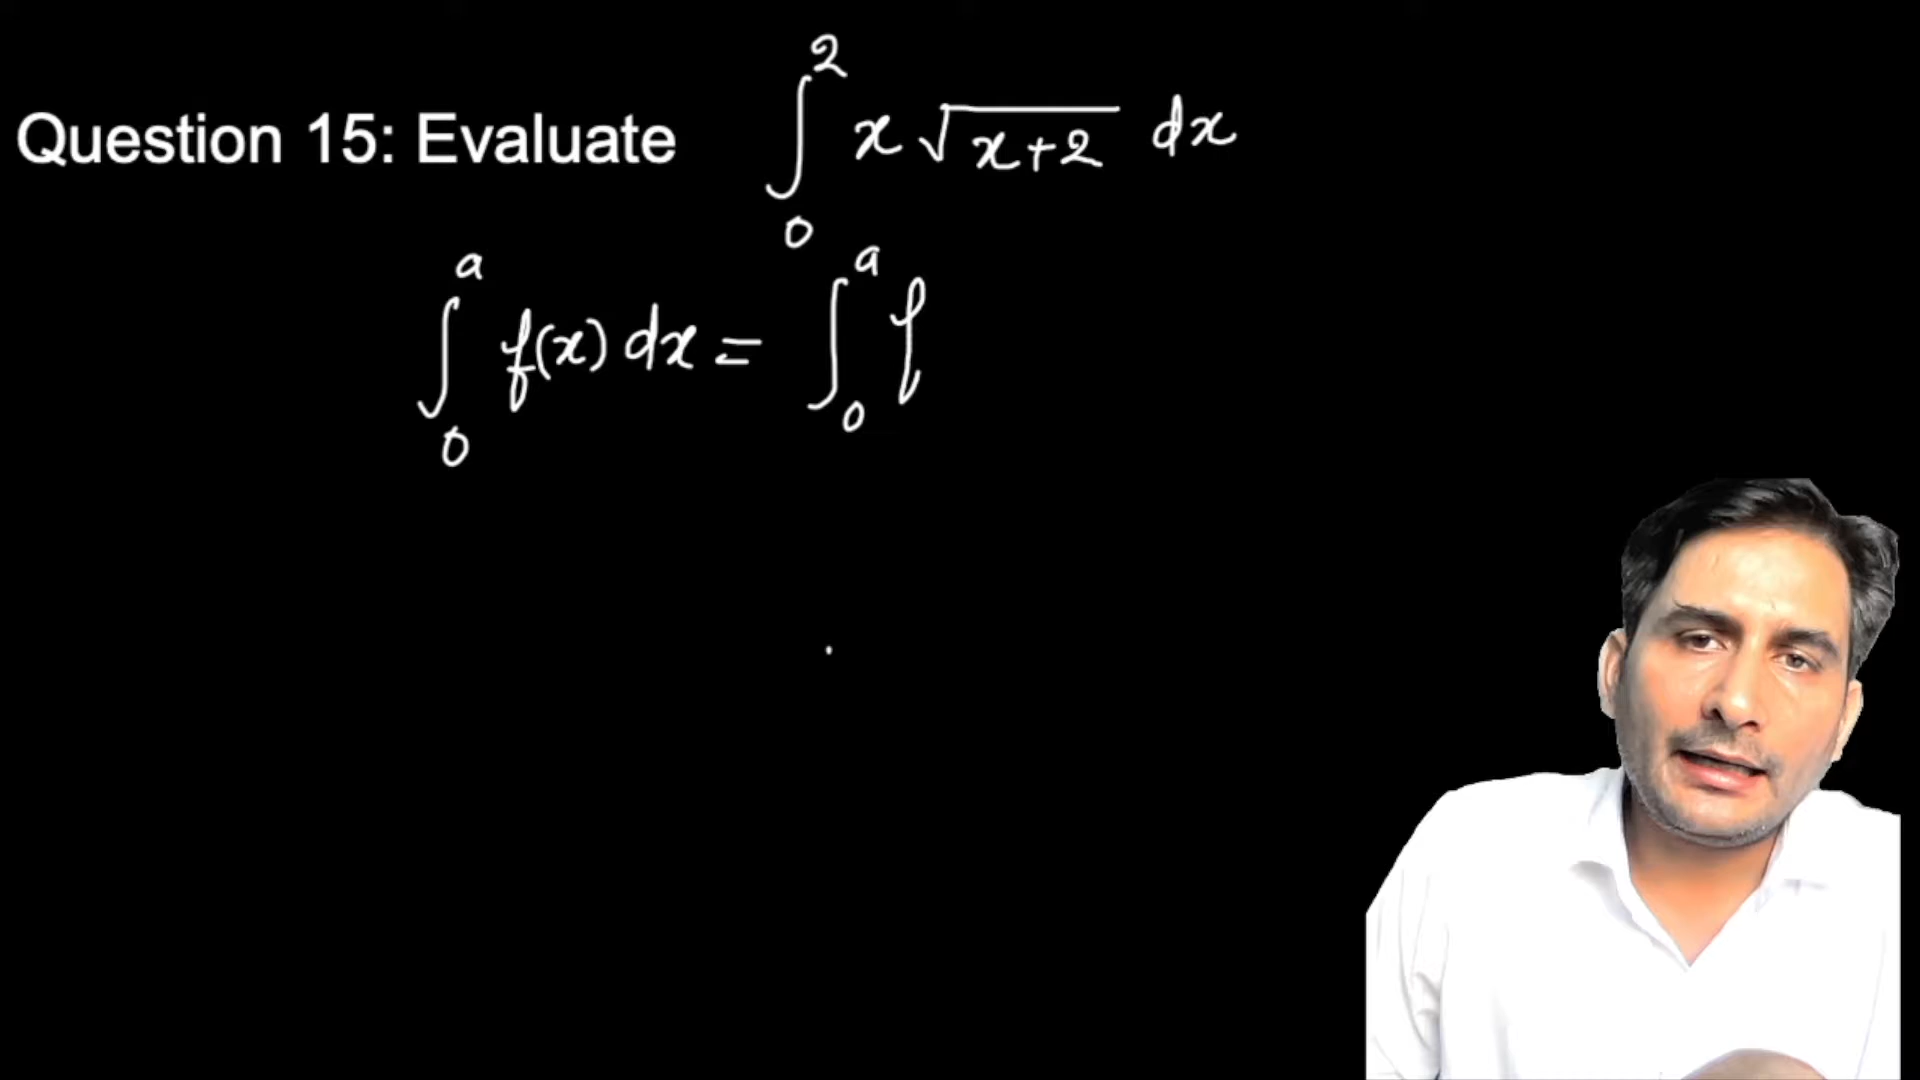 Question 15: Evaluate ∫₀² x √(x+2) dx
∫₀ᵃ f(x) dx = ∫₀ᵃ f